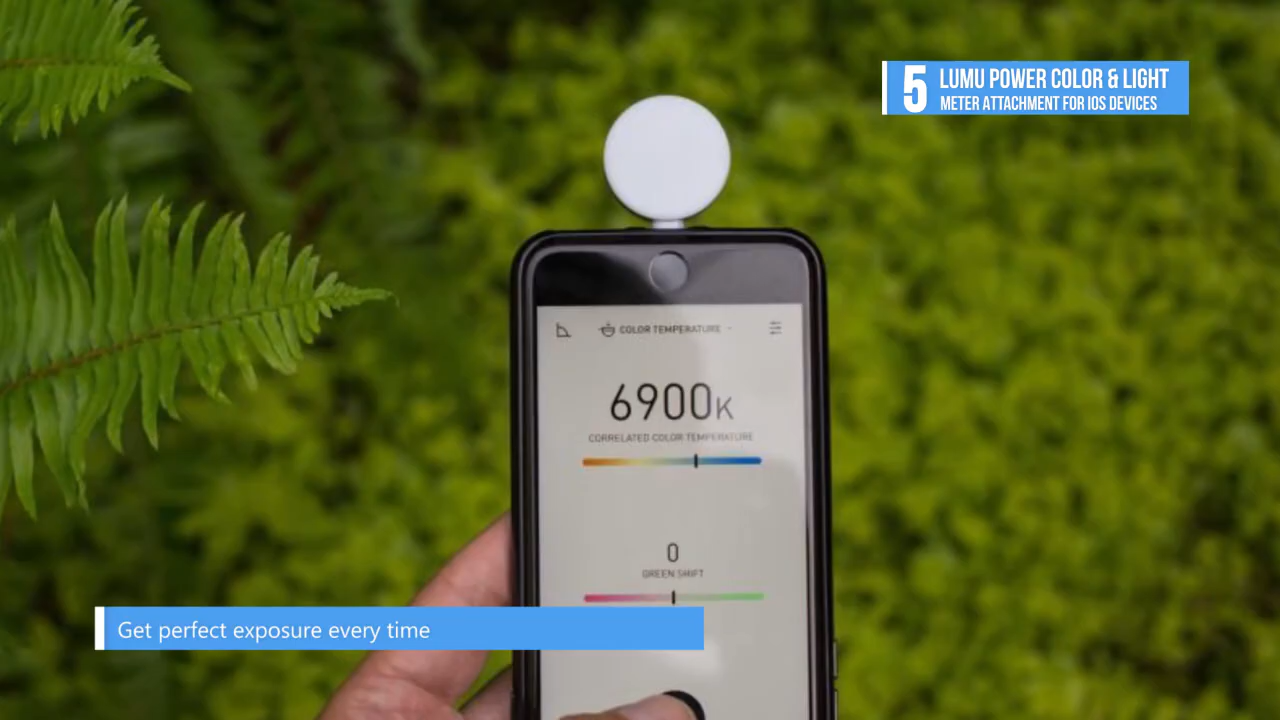 5 LUMU POWER COLOR & LIGHT
METER ATTACHMENT FOR IOS DEVICES
COLOR TEMPERATURE
6900K
CORRELATED COLOR TEMPERATURE
0
GREEN SHIFT
Get perfect exposure every time